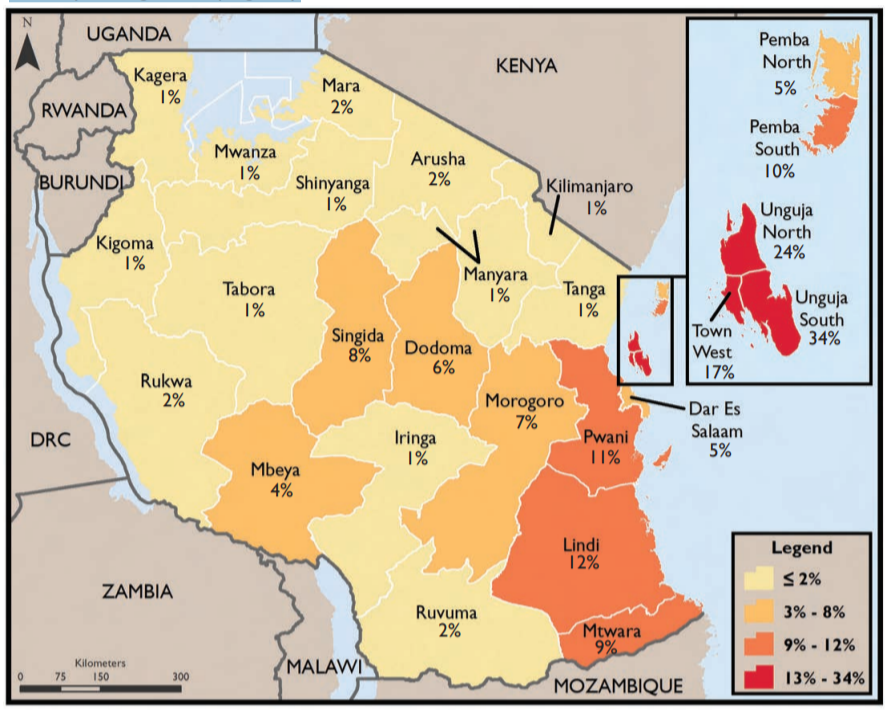 N
UGANDA
KENYA
RWANDA
BURUNDI
DRC
ZAMBIA
MALAWI
MOZAMBIQUE
Kagera
1%
Mara
2%
Mwanza
1%
Arusha
2%
Shinyanga
1%
Kilimanjaro
1%
Kigoma
1%
Tabora
1%
Manyara
1%
Tanga
1%
Singida
8%
Dodoma
6%
Rukwa
2%
Morogoro
7%
Dar Es
Salaam
5%
Pwani
11%
Iringa
1%
Mbeya
4%
Lindi
12%
Ruvuma
2%
Mtwara
9%
Pemba
North
5%
Pemba
South
10%
Unguja
North
24%
Unguja
South
34%
Town
West
17%
Legend
≤ 2%
3% - 8%
9% - 12%
13% - 34%
Kilometers
0 75 150 300